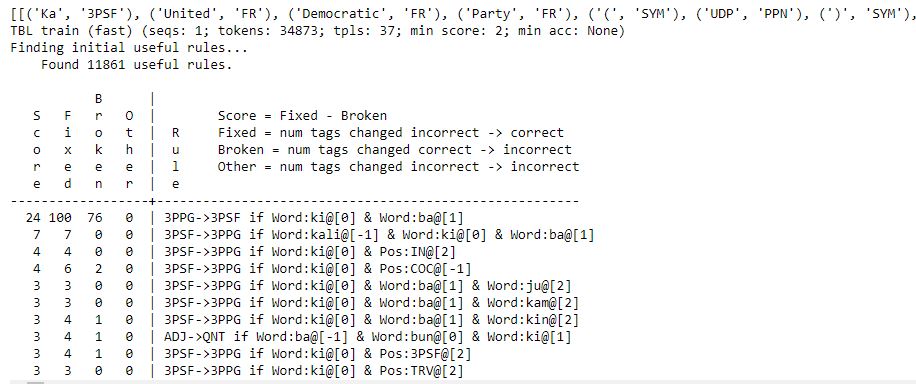 [[('Ka', '3PSF'), ('United', 'FR'), ('Democratic', 'FR'), ('Party', 'FR'), ('(', 'SYM'), ('UDP', 'PPN'), (')', 'SYM'),
TBL train (fast) (seqs: 1; tokens: 34873; tpls: 37; min score: 2; min acc: None)
Finding initial useful rules...
    Found 11861 useful rules.

           B      |
   S   F   r   O  |        Score = Fixed - Broken
   c   i   o   t  |  R     Fixed = num tags changed incorrect -> correct
   o   x   k   h  |  u     Broken = num tags changed correct -> incorrect
   r   e   e   e  |  l     Other = num tags changed incorrect -> incorrect
   e   d   n   r  |  e
------------------+-------------------------------------------------------
  24 100  76   0  | 3PPG->3PSF if Word:ki@[0] & Word:ba@[1]
   7   7   0   0  | 3PSF->3PPG if Word:kali@[-1] & Word:ki@[0] & Word:ba@[1]
   4   4   0   0  | 3PSF->3PPG if Word:ki@[0] & Pos:IN@[2]
   4   6   2   0  | 3PSF->3PPG if Word:ki@[0] & Pos:COC@[-1]
   3   3   0   0  | 3PSF->3PPG if Word:ki@[0] & Word:ba@[1] & Word:ju@[2]
   3   3   0   0  | 3PSF->3PPG if Word:ki@[0] & Word:ba@[1] & Word:kam@[2]
   3   4   1   0  | 3PSF->3PPG if Word:ki@[0] & Word:ba@[1] & Word:kin@[2]
   3   4   1   0  | ADJ->QNT if Word:ba@[-1] & Word:bun@[0] & Word:ki@[1]
   3   4   1   0  | 3PSF->3PPG if Word:ki@[0] & Pos:3PSF@[2]
   3   3   0   0  | 3PSF->3PPG if Word:ki@[0] & Pos:TRV@[2]